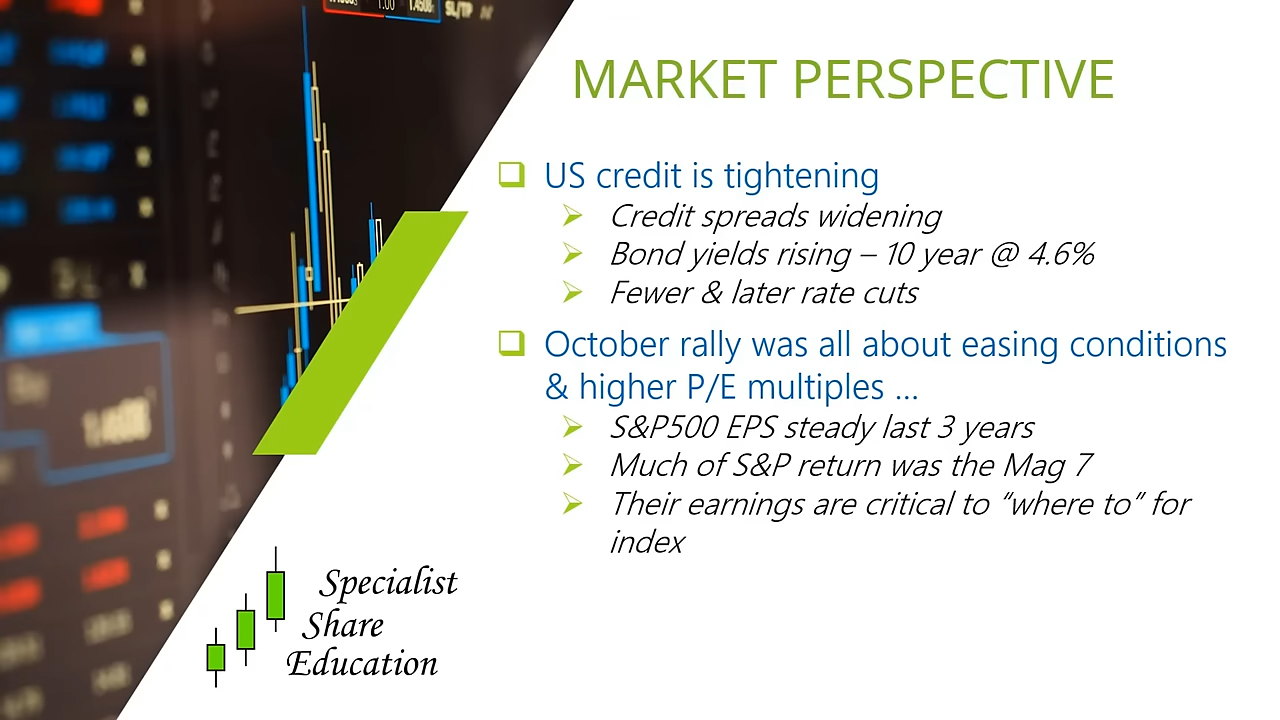 SL/TP
MARKET PERSPECTIVE
US credit is tightening
Credit spreads widening
Bond yields rising – 10 year @ 4.6%
Fewer & later rate cuts
October rally was all about easing conditions
& higher P/E multiples ...
S&P500 EPS steady last 3 years
Much of S&P return was the Mag 7
Their earnings are critical to “where to” for
index
Specialist
Share
Education